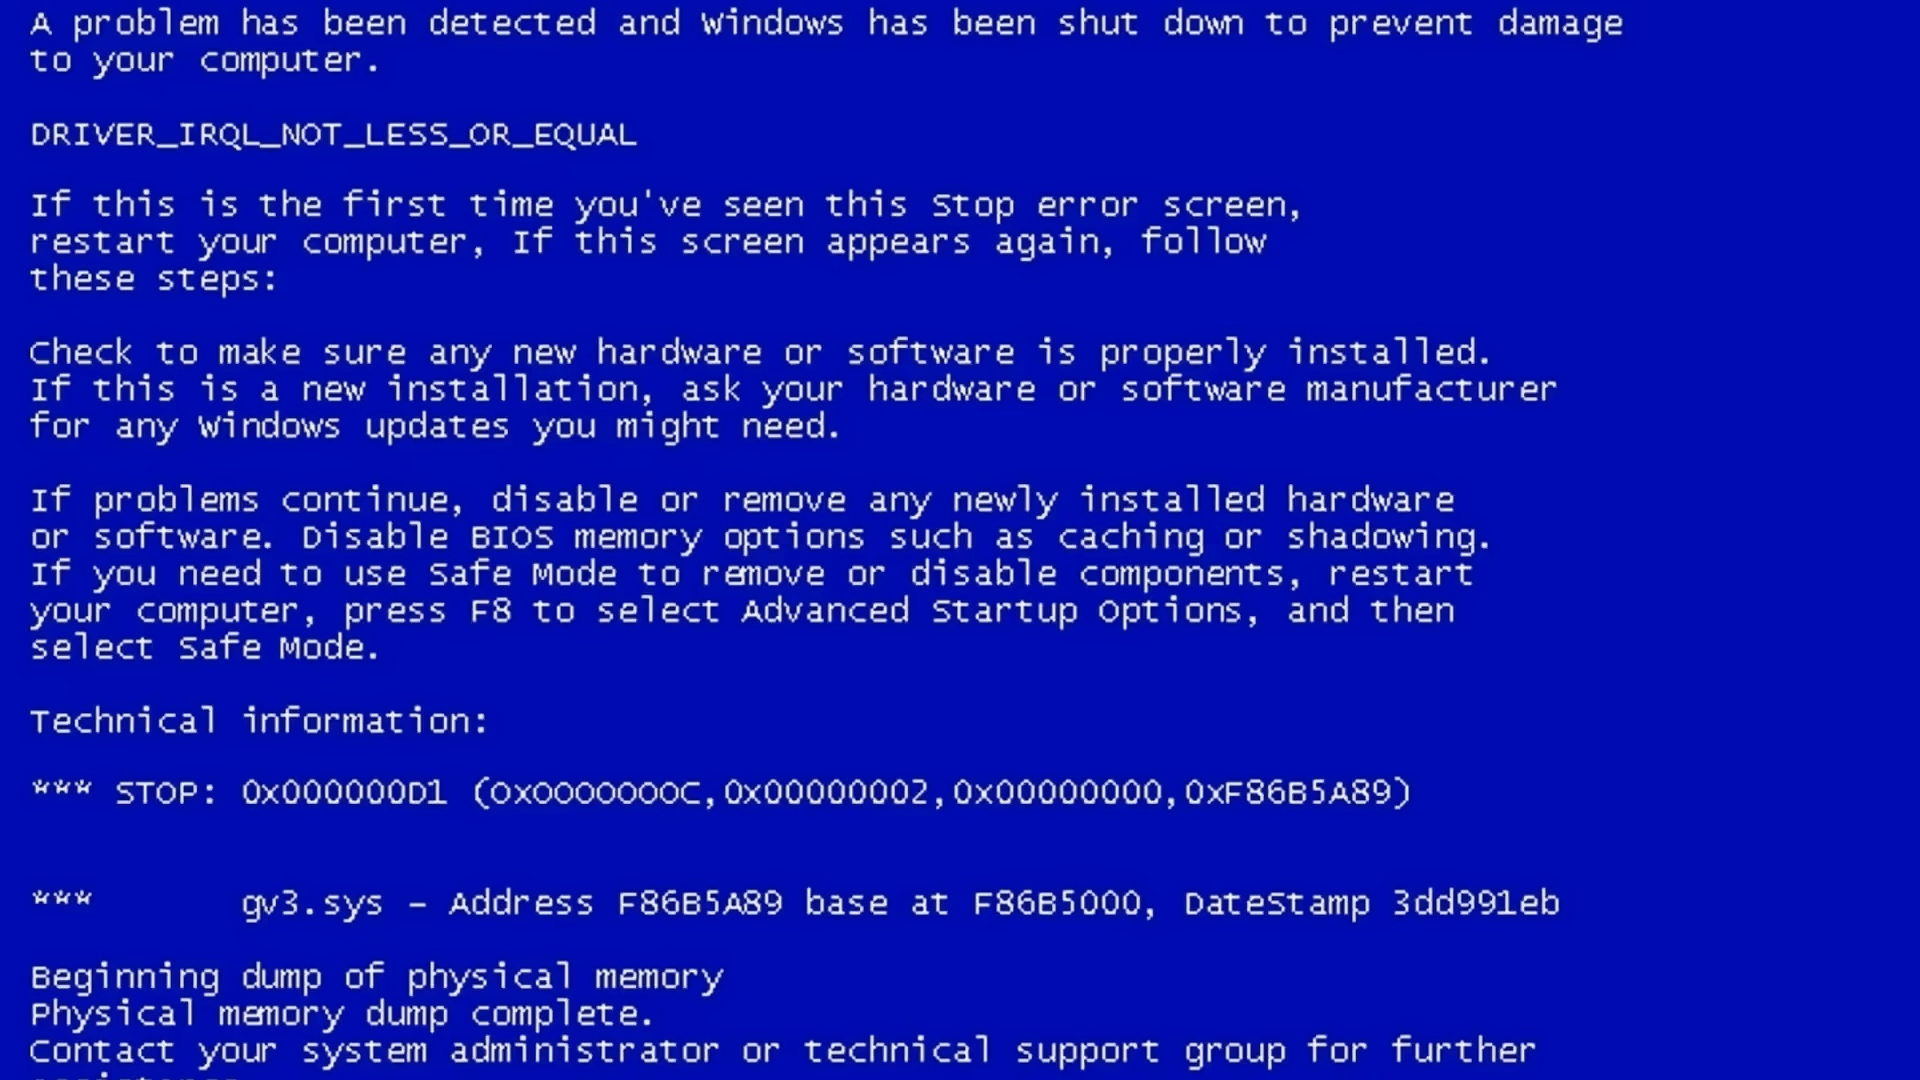 A problem has been detected and Windows has been shut down to prevent damage
to your computer.
DRIVER_IRQL_NOT_LESS_OR_EQUAL
If this is the first time you've seen this Stop error screen,
restart your computer, If this screen appears again, follow
these steps:
Check to make sure any new hardware or software is properly installed.
If this is a new installation, ask your hardware or software manufacturer
for any Windows updates you might need.
If problems continue, disable or remove any newly installed hardware
or software. Disable BIOS memory options such as caching or shadowing.
If you need to use Safe Mode to remove or disable components, restart
your computer, press F8 to select Advanced Startup Options, and then
select Safe Mode.
Technical information:
*** STOP: 0x000000D1 (0x0000000C,0x00000002,0x00000000,0xF86B5A89)
*** gv3.sys – Address F86B5A89 base at F86B5000, DateStamp 3dd991eb
Beginning dump of physical memory
Physical memory dump complete.
Contact your system administrator or technical support group for further